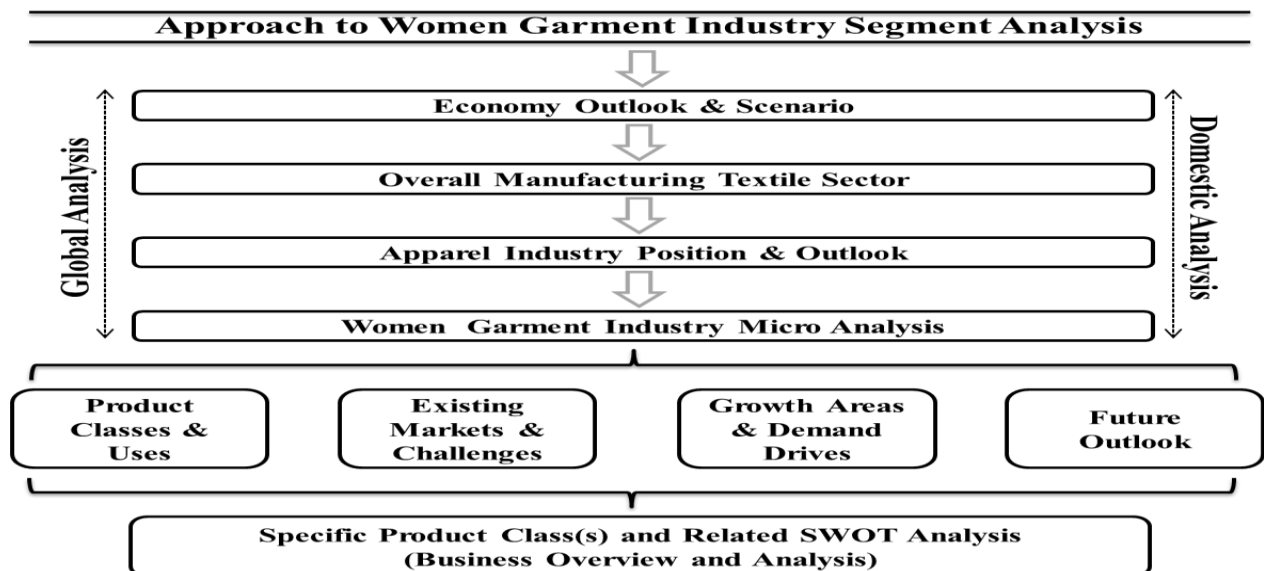 Approach to Women Garment Industry Segment Analysis
Economy Outlook & Scenario
Overall Manufacturing Textile Sector
Apparel Industry Position & Outlook
Women Garment Industry Micro Analysis
Global Analysis
Domestic Analysis
Product
Classes &
Uses
Existing
Markets &
Challenges
Growth Areas
& Demand
Drives
Future
Outlook
Specific Product Class(s) and Related SWOT Analysis
(Business Overview and Analysis)